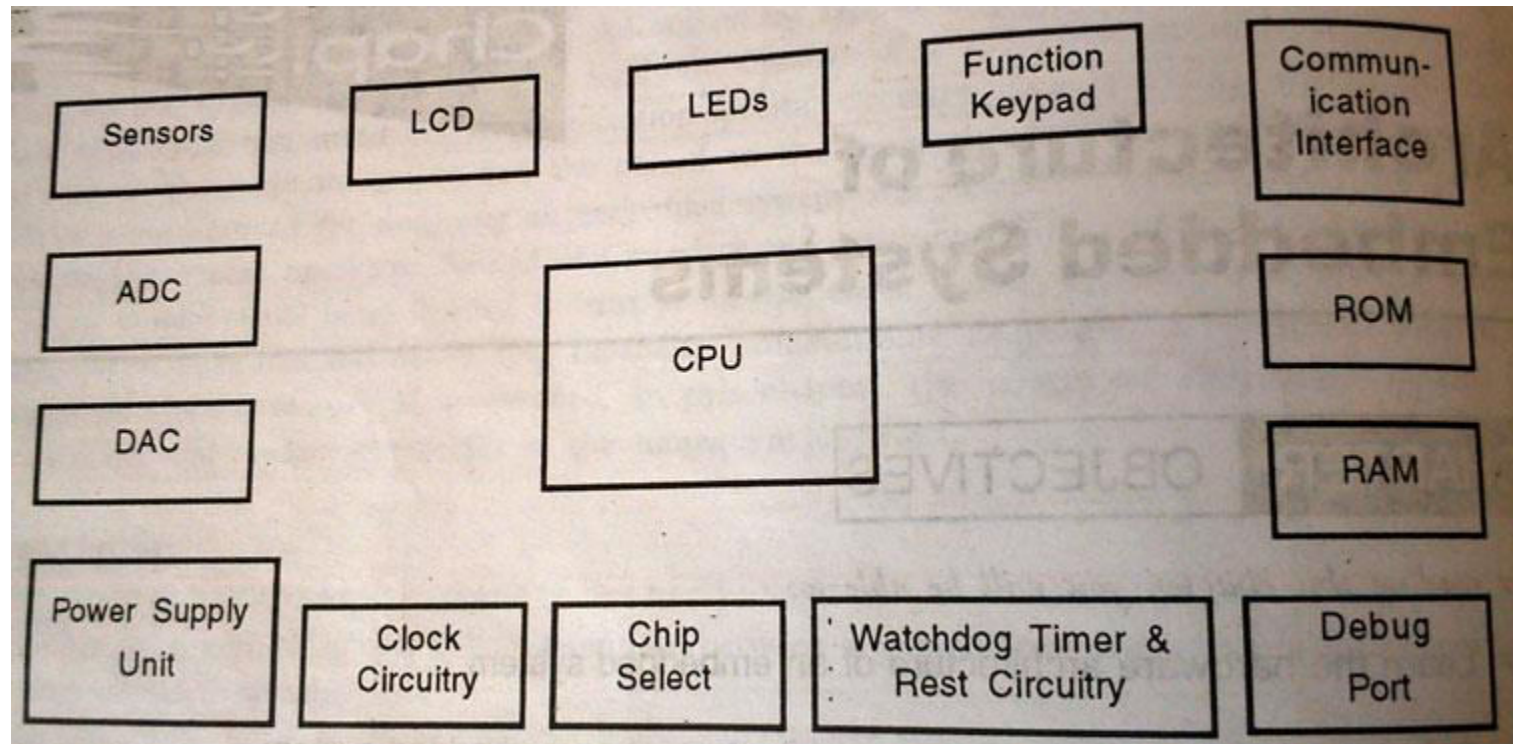 Sensors
LCD
LEDs
Function
Keypad
Commun-
ication
Interface
ADC
CPU
ROM
DAC
RAM
Power Supply
Unit
Clock
Circuitry
Chip
Select
Watchdog Timer &
Rest Circuitry
Debug
Port